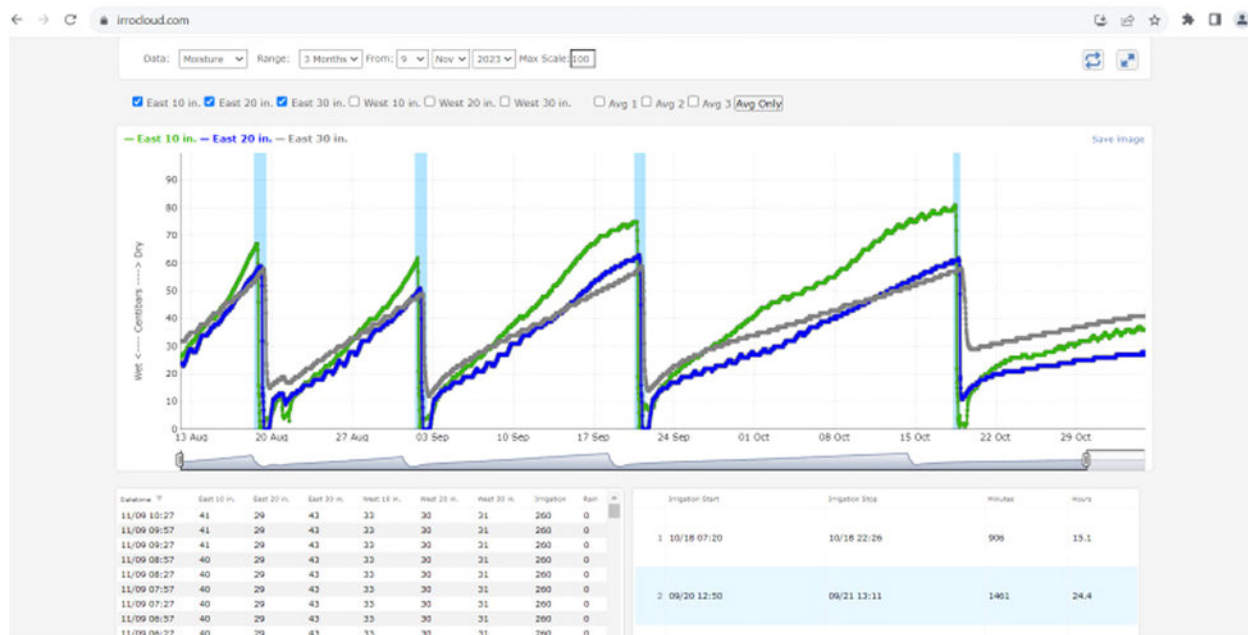 irrocloud.com
Data: Moisture Range: 3 Months From: 9 Nov 2023 Max Scale: 100
East 10 in. East 20 in. East 30 in. West 10 in. West 20 in. West 30 in. Avg 1 Avg 2 Avg 3 Avg Only
— East 10 in. — East 20 in. — East 30 in. Save image
90
80
70
60
50
40
30
20
10
0
Wet <---- Centibars ----> Dry
13 Aug 20 Aug 27 Aug 03 Sep 10 Sep 17 Sep 24 Sep 01 Oct 08 Oct 15 Oct 22 Oct 29 Oct
Datetime East 10 in. East 20 in. East 30 in. West 10 in. West 20 in. West 30 in. Irrigation Rain
11/09 10:27 41 29 43 33 30 31 260 0
11/09 09:57 41 29 43 33 30 31 260 0
11/09 09:27 41 29 43 33 30 31 260 0
11/09 08:57 40 29 43 33 30 31 260 0
11/09 08:27 40 29 43 33 30 31 260 0
11/09 07:57 40 29 43 33 30 31 260 0
11/09 07:27 40 29 43 33 30 31 260 0
11/09 06:57 40 29 43 33 30 31 260 0
11/09 06:27 40 29 43 33 30 31 260 0
Irrigation Start Irrigation Stop Minutes Hours
1 10/18 07:20 10/18 22:26 906 15.1
2 09/20 12:50 09/21 13:11 1461 24.4